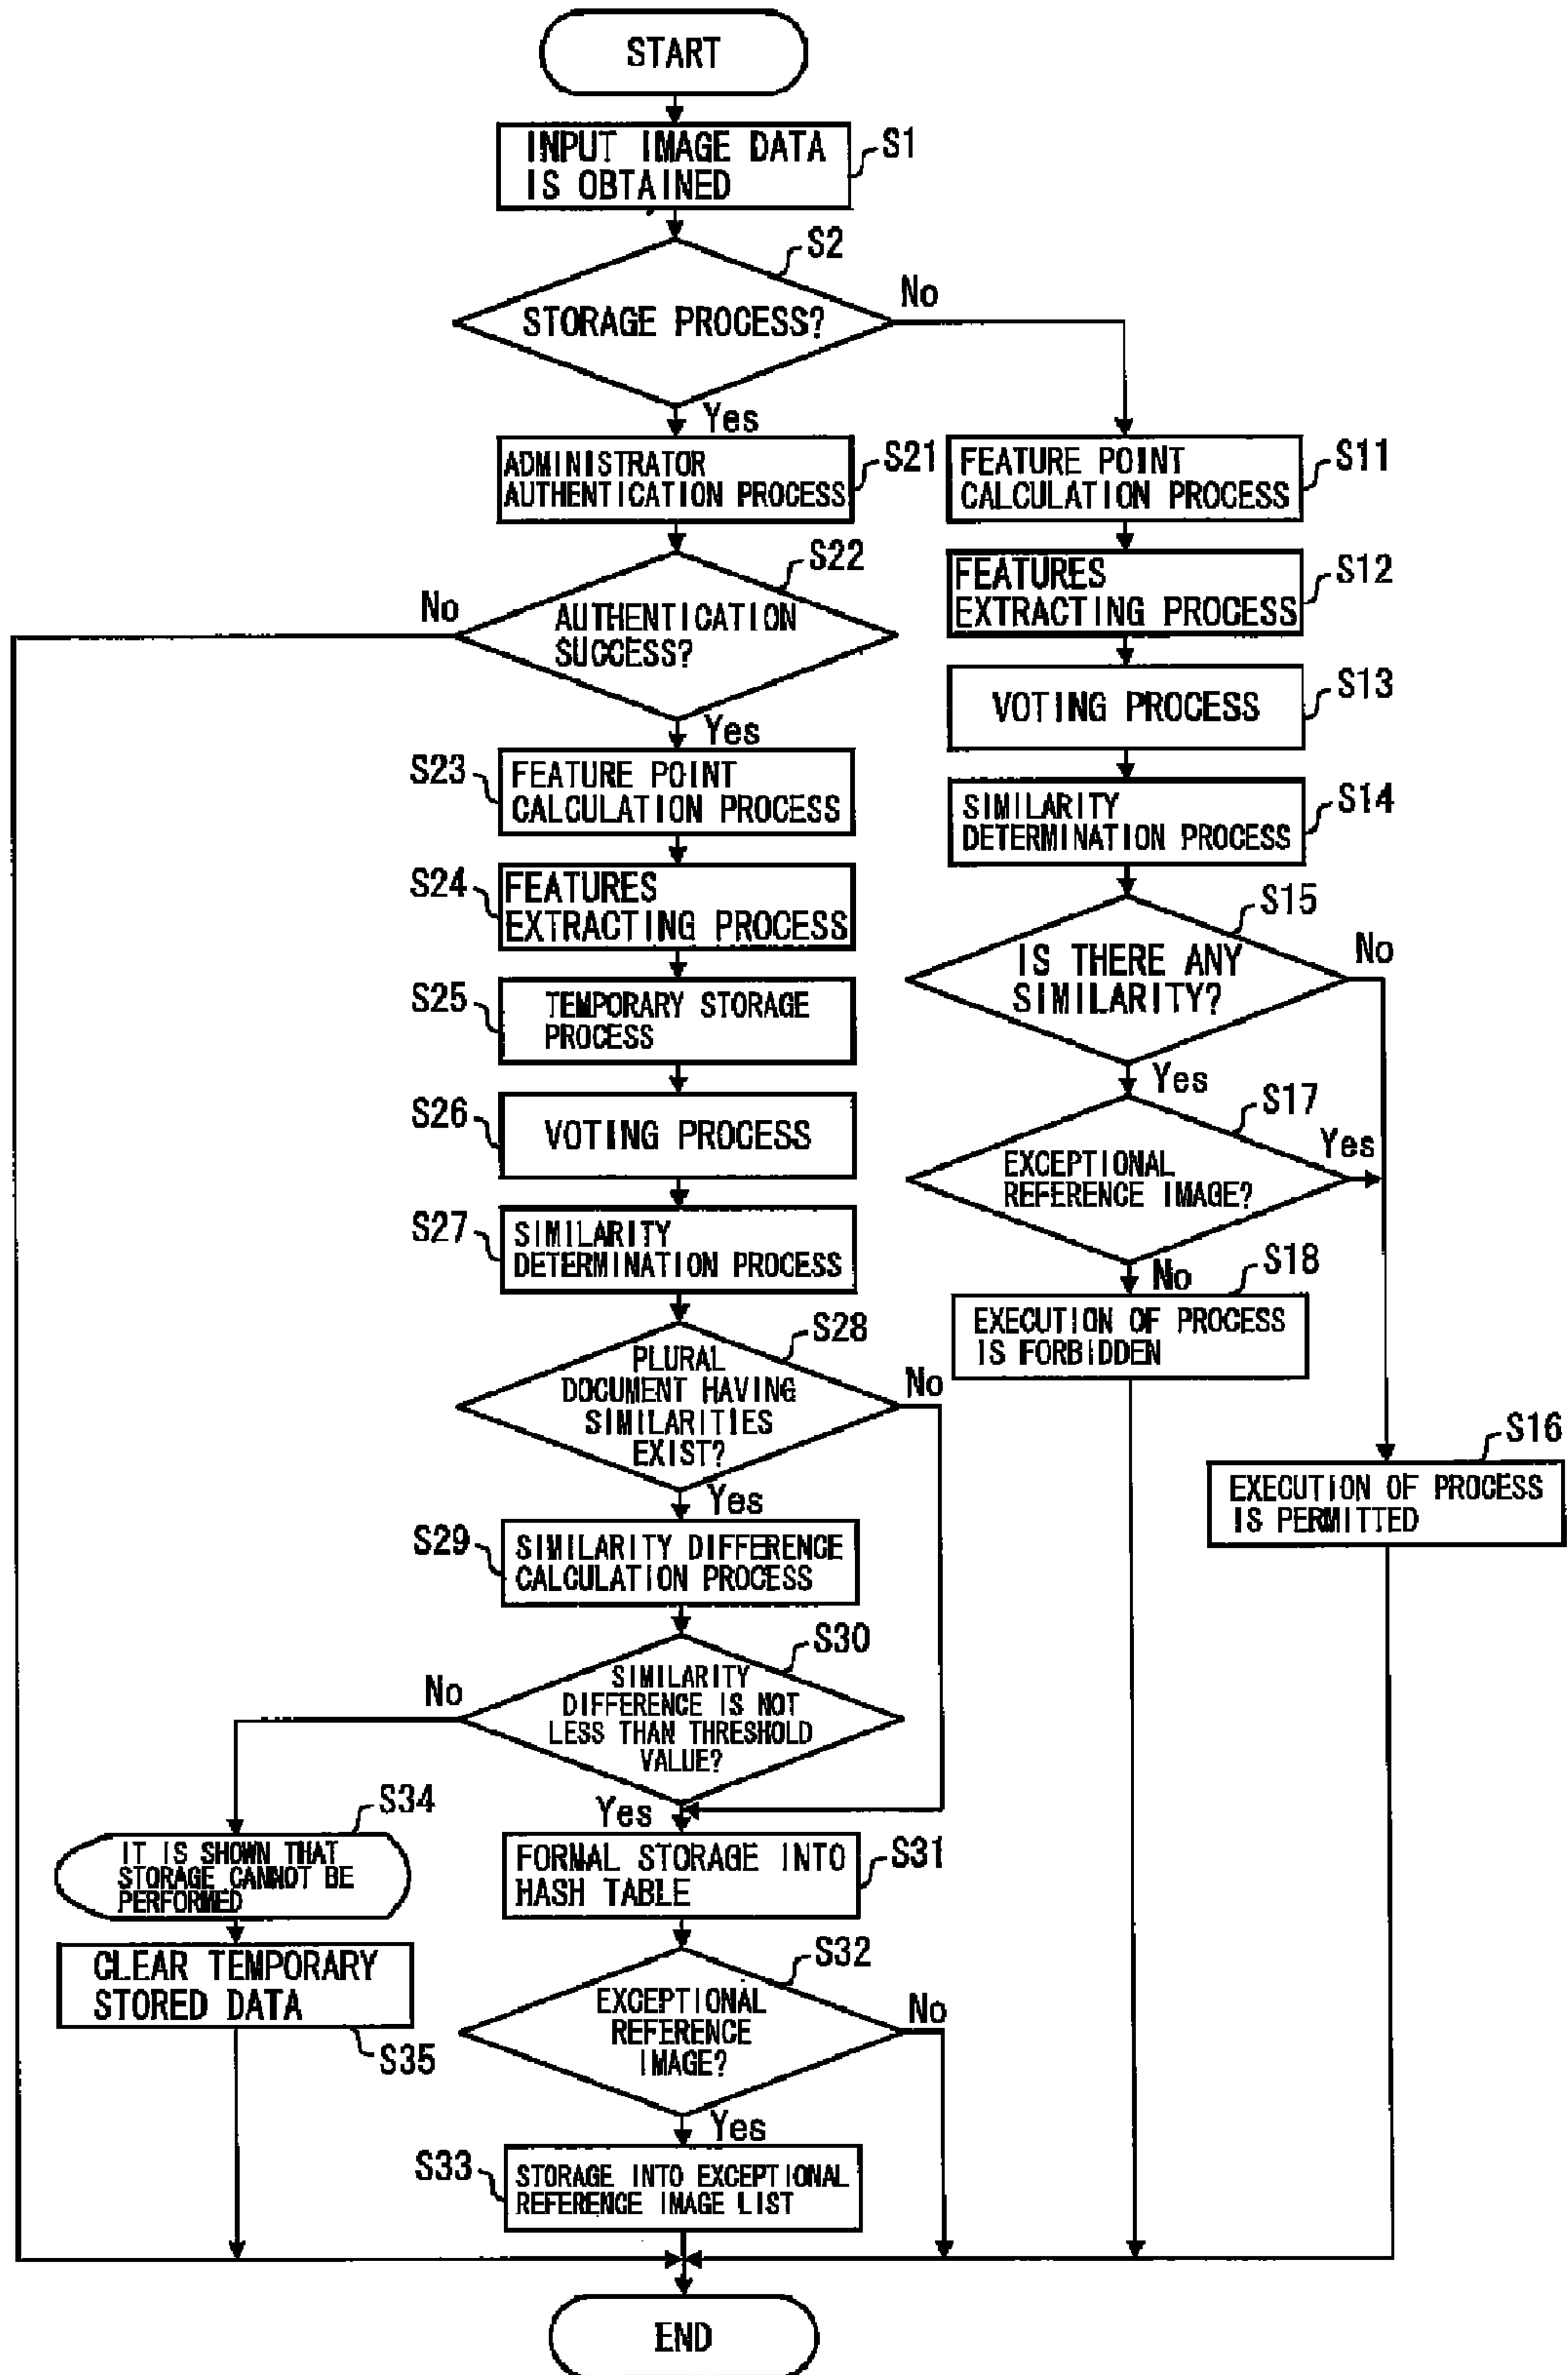 START
INPUT IMAGE DATA
IS OBTAINED
S1
S2
STORAGE PROCESS?
No
Yes
ADMINISTRATOR
AUTHENTICATION PROCESS
S21
S22
AUTHENTICATION
SUCCESS?
No
Yes
S23
FEATURE POINT
CALCULATION PROCESS
S24
FEATURES
EXTRACTING PROCESS
S25
TEMPORARY STORAGE
PROCESS
S26
VOTING PROCESS
S27
SIMILARITY
DETERMINATION PROCESS
S28
PLURAL
DOCUMENT HAVING
SIMILARITIES
EXIST?
No
Yes
S29
SIMILARITY DIFFERENCE
CALCULATION PROCESS
S30
SIMILARITY
DIFFERENCE IS NOT
LESS THAN THRESHOLD
VALUE?
No
Yes
S34
IT IS SHOWN THAT
STORAGE CANNOT BE
PERFORMED
CLEAR TEMPORARY
STORED DATA
S35
FORMAL STORAGE INTO
HASH TABLE
S31
S32
EXCEPTIONAL
REFERENCE
IMAGE?
No
Yes
S33
STORAGE INTO EXCEPTIONAL
REFERENCE IMAGE LIST
FEATURE POINT
CALCULATION PROCESS
S11
FEATURES
EXTRACTING PROCESS
S12
VOTING PROCESS
S13
SIMILARITY
DETERMINATION PROCESS
S14
S15
IS THERE ANY
SIMILARITY?
No
Yes
S17
EXCEPTIONAL
REFERENCE IMAGE?
Yes
No
S18
EXECUTION OF PROCESS
IS FORBIDDEN
S16
EXECUTION OF PROCESS
IS PERMITTED
END